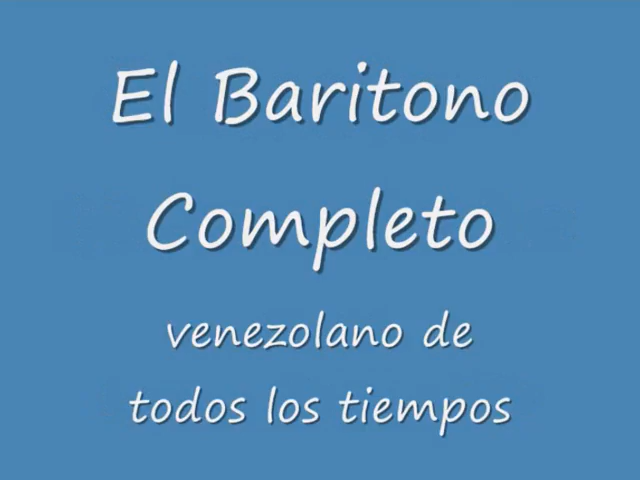 El Baritono
Completo
venezolano de
todos los tiempos